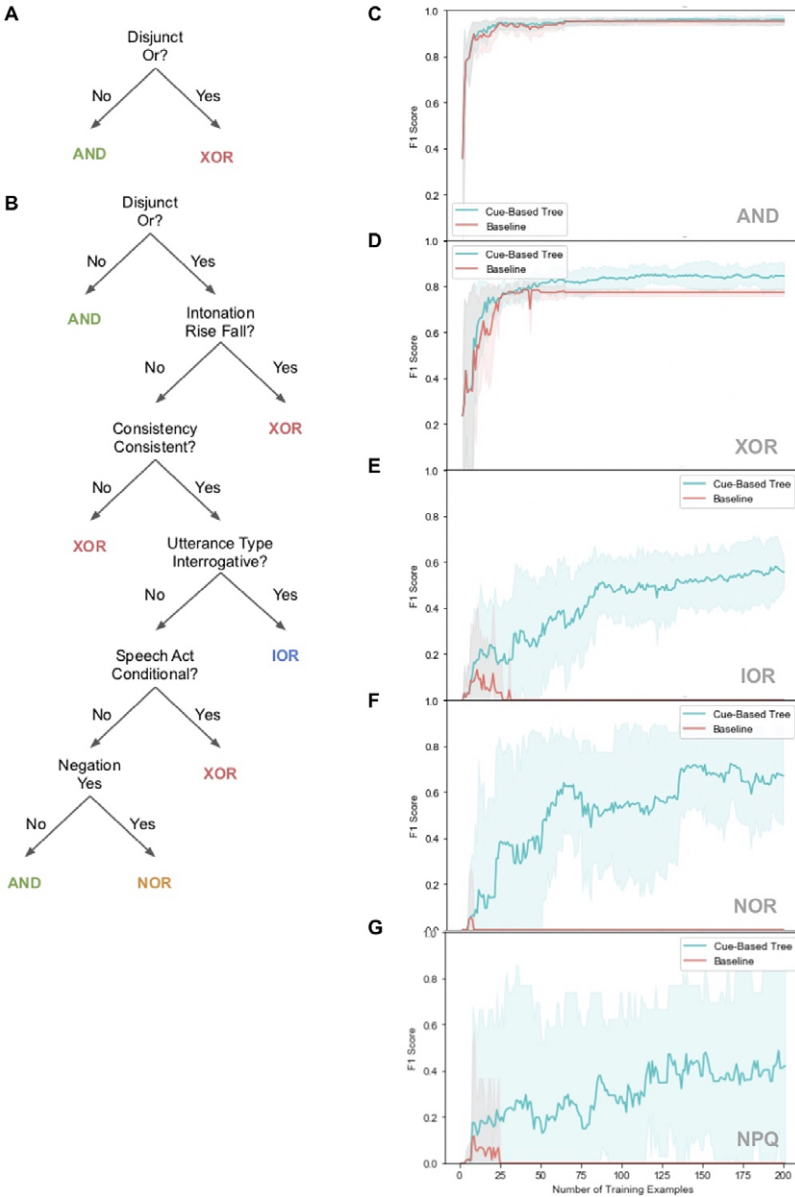 A
Disjunct
Or?
No
Yes
AND
XOR
B
Disjunct
Or?
No
Yes
AND
Intonation
Rise Fall?
No
Yes
Consistency
Consistent?
XOR
No
Yes
XOR
Utterance Type
Interrogative?
No
Yes
Speech Act
Conditional?
IOR
No
Yes
Negation
Yes
XOR
No
Yes
AND
NOR
C
1.0
0.8
0.6
0.4
0.2
F1 Score
Cue-Based Tree
Baseline
AND
D
1.0
0.8
0.6
0.4
0.2
0.0
F1 Score
Cue-Based Tree
Baseline
XOR
E
1.0
0.8
0.6
0.4
0.2
0.0
F1 Score
Cue-Based Tree
Baseline
IOR
F
1.0
0.8
0.6
0.4
0.2
F1 Score
Cue-Based Tree
Baseline
NOR
G
1.0
0.8
0.6
0.4
0.2
0.0
F1 Score
Cue-Based Tree
Baseline
NPQ
0
25
50
75
100
125
150
175
200
Number of Training Examples